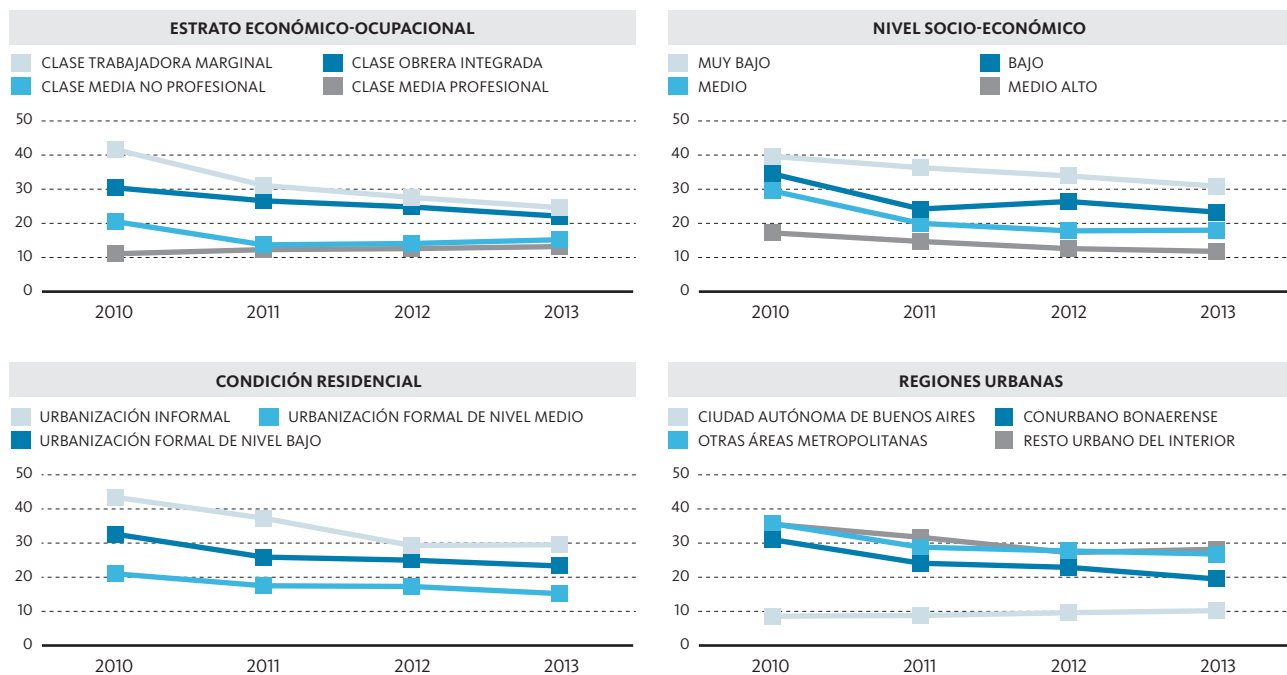 ESTRATO ECONÓMICO-OCUPACIONAL
CLASE TRABAJADORA MARGINAL
CLASE OBRERA INTEGRADA
CLASE MEDIA NO PROFESIONAL
CLASE MEDIA PROFESIONAL
50
40
30
20
10
0
2010 2011 2012 2013
NIVEL SOCIO-ECONÓMICO
MUY BAJO
BAJO
MEDIO
MEDIO ALTO
50
40
30
20
10
0
2010 2011 2012 2013
CONDICIÓN RESIDENCIAL
URBANIZACIÓN INFORMAL
URBANIZACIÓN FORMAL DE NIVEL MEDIO
URBANIZACIÓN FORMAL DE NIVEL BAJO
50
40
30
20
10
0
2010 2011 2012 2013
REGIONES URBANAS
CIUDAD AUTÓNOMA DE BUENOS AIRES
CONURBANO BONAERENSE
OTRAS ÁREAS METROPOLITANAS
RESTO URBANO DEL INTERIOR
50
40
30
20
10
0
2010 2011 2012 2013